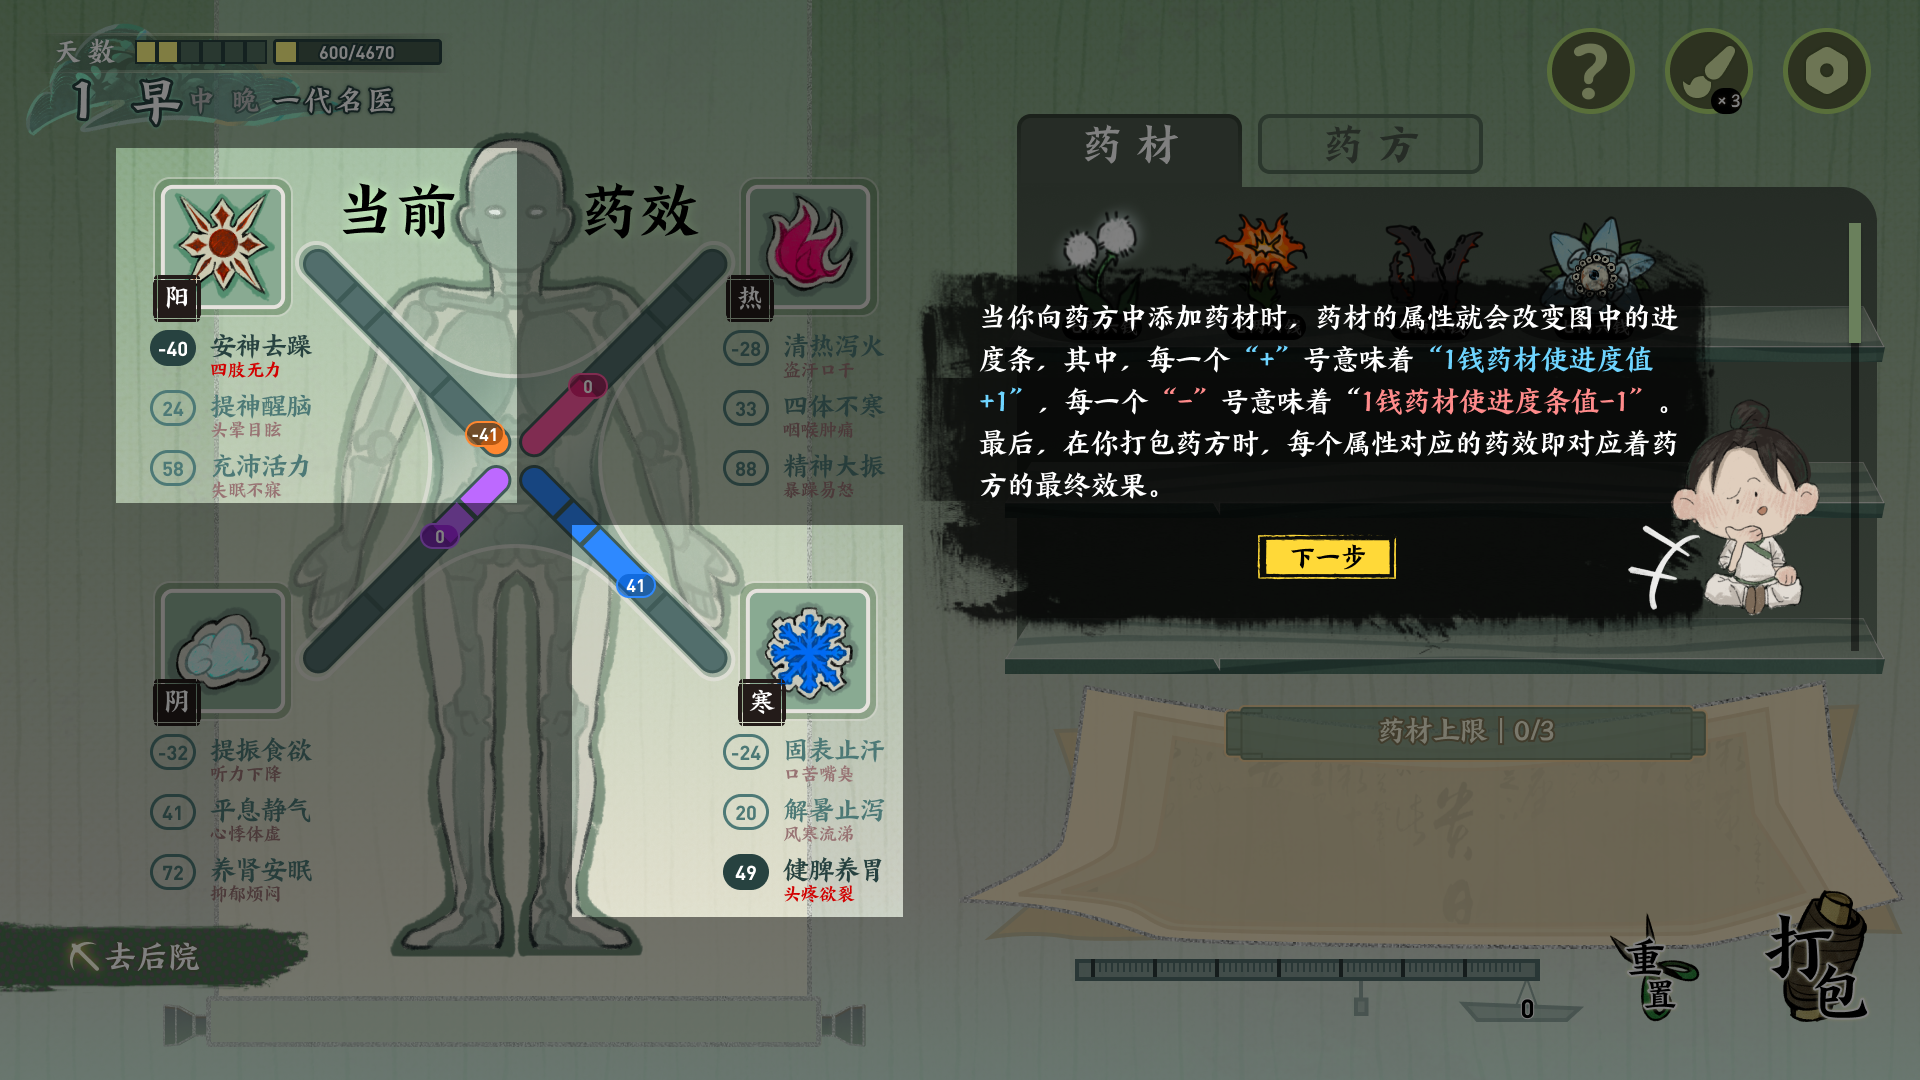 天数
600/4670
1 早 中 晚 一代名医
×3
药材
药方
当前药效
阳
-40 安神去躁
四肢无力
24 提神醒脑
头晕目眩
58 充沛活力
失眠不寐
热
-28 清热泻火
盗汗口干
33 四体不寒
咽喉肿痛
88 精神大振
暴躁易怒
-41
0
0
41
阴
-32 提振食欲
听力下降
41 平息静气
心悸体虚
72 养肾安眠
抑郁烦闷
寒
-24 固表止汗
口苦嘴臭
20 解暑止泻
风寒流涕
49 健脾养胃
头疼欲裂
当你向药方中添加药材时，药材的属性就会改变图中的进
度条，其中，每一个“+”号意味着“1钱药材使进度值
+1”，每一个“-”号意味着“1钱药材使进度条值-1”。
最后，在你打包药方时，每个属性对应的药效即对应着药
方的最终效果。
下一步
药材上限｜0/3
去后院
0
重置
打包